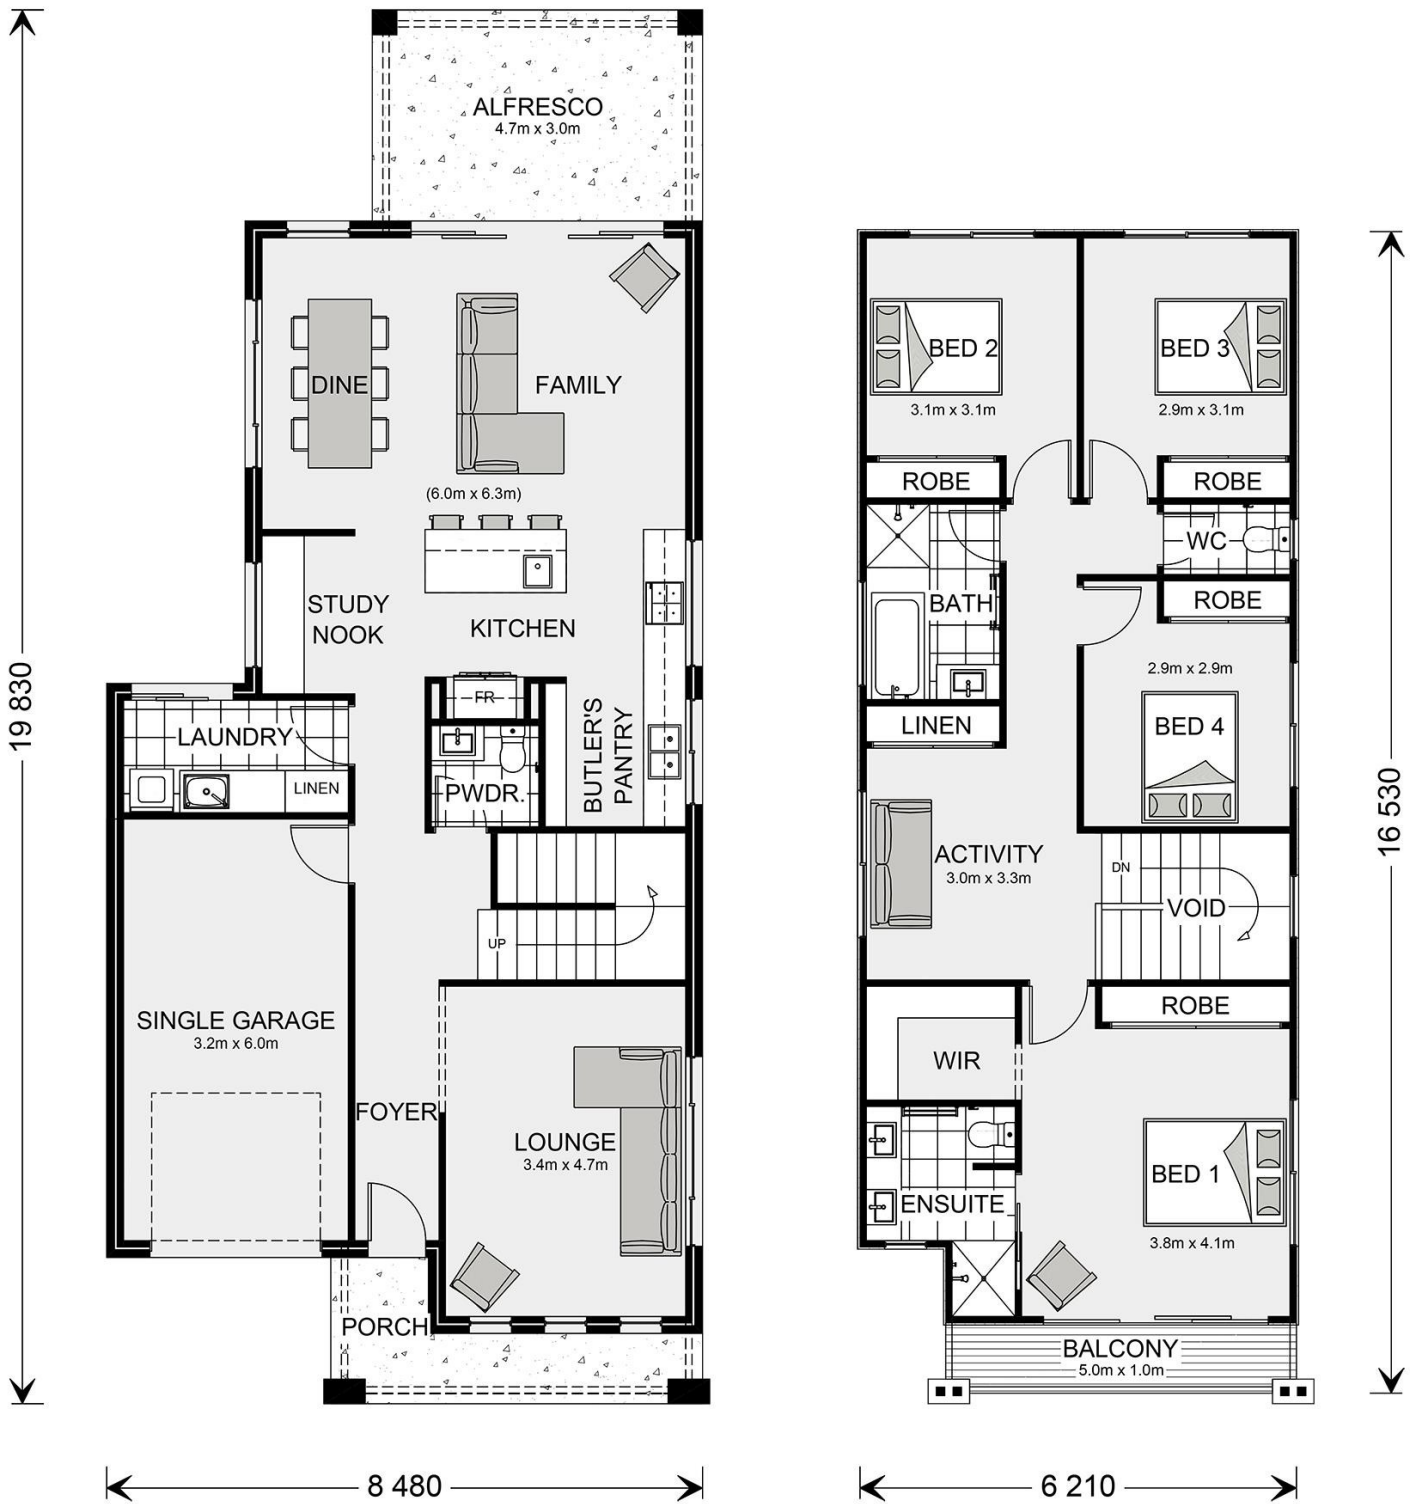 ALFRESCO
4.7m x 3.0m
DINE
FAMILY
(6.0m x 6.3m)
STUDY
NOOK
KITCHEN
FR
BUTLER'S
PANTRY
LAUNDRY
LINEN
PWDR.
UP
SINGLE GARAGE
3.2m x 6.0m
FOYER
LOUNGE
3.4m x 4.7m
PORCH
19 830
8 480
BED 2
3.1m x 3.1m
BED 3
2.9m x 3.1m
ROBE
ROBE
WC
BATH
ROBE
2.9m x 2.9m
BED 4
LINEN
ACTIVITY
3.0m x 3.3m
DN
VOID
ROBE
WIR
ENSUITE
BED 1
3.8m x 4.1m
BALCONY
5.0m x 1.0m
16 530
6 210